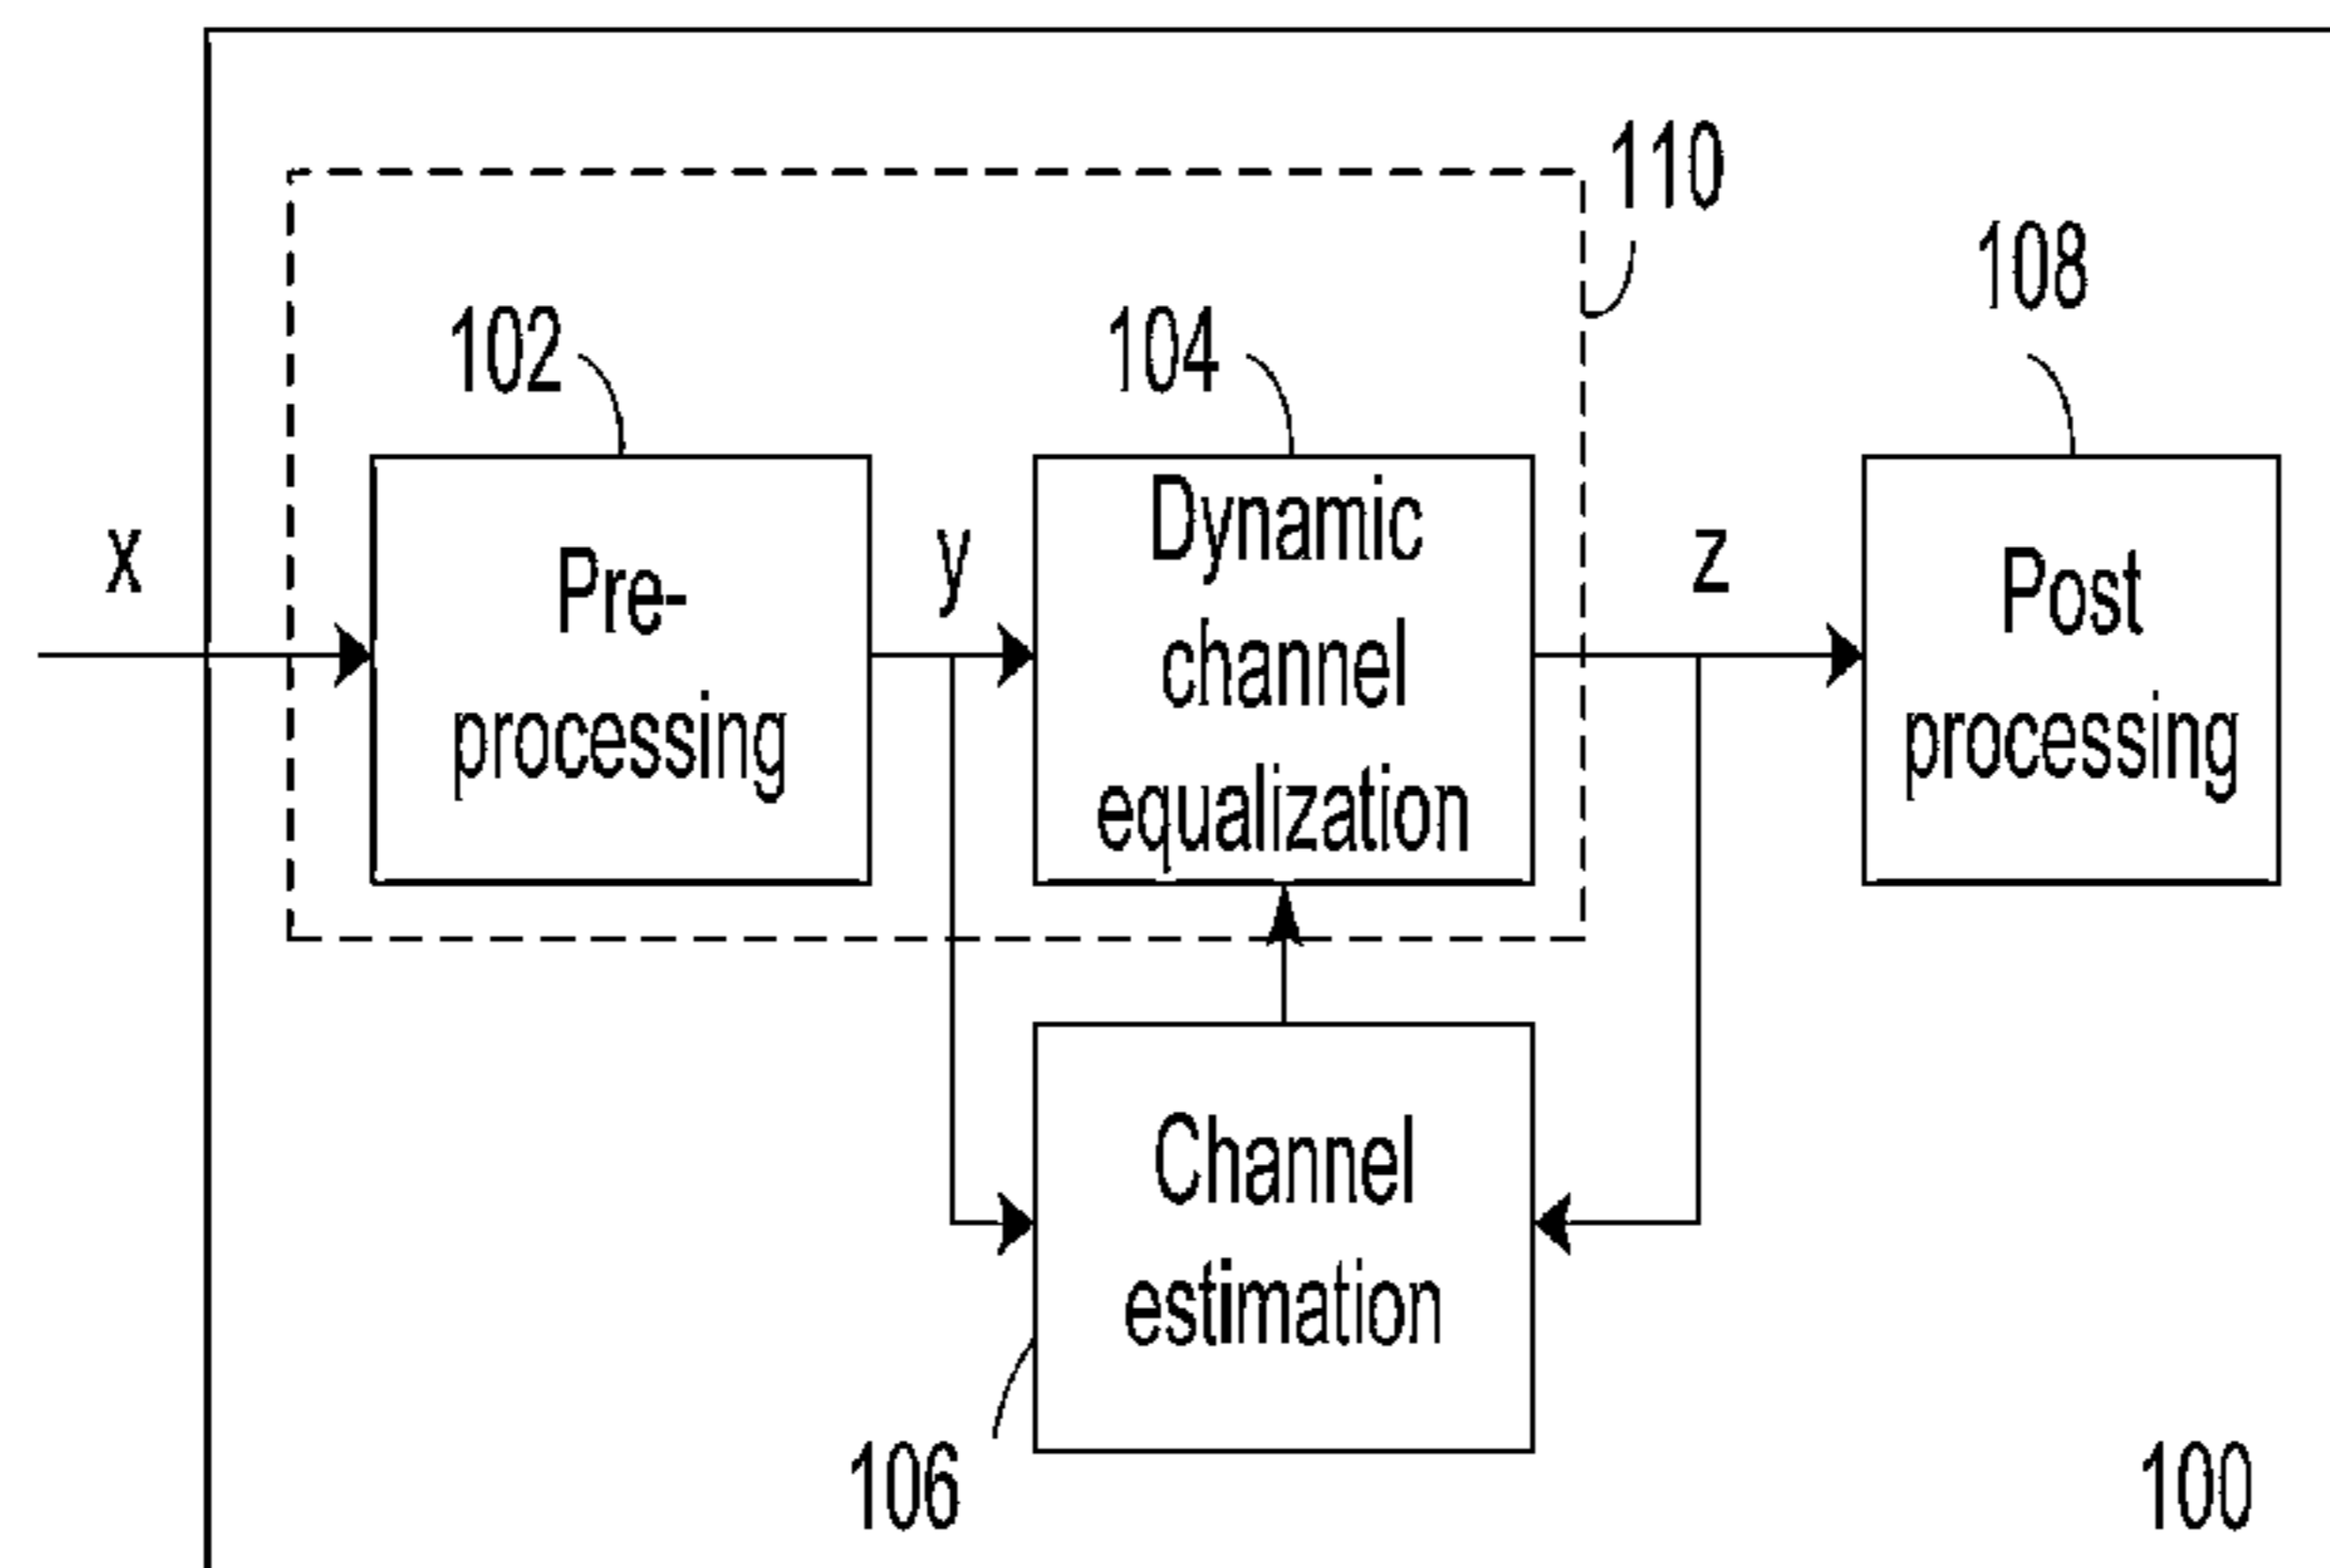 110
108
102
104
x
Pre-
processing
y
Dynamic
channel
equalization
z
Post
processing
Channel
estimation
106
100